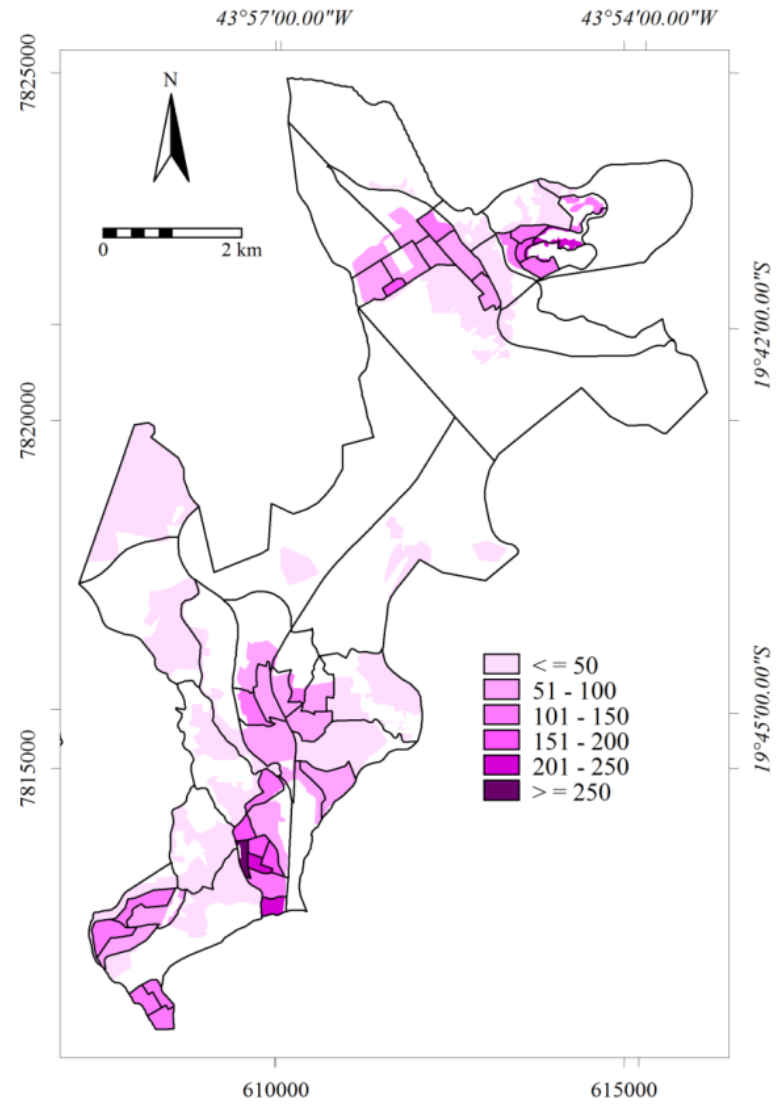 43°57'00.00"W
43°54'00.00"W
7825000
N
0
2 km
19°42'00.00"S
7820000
< = 50
51 - 100
101 - 150
151 - 200
201 - 250
> = 250
19°45'00.00"S
7815000
610000
615000